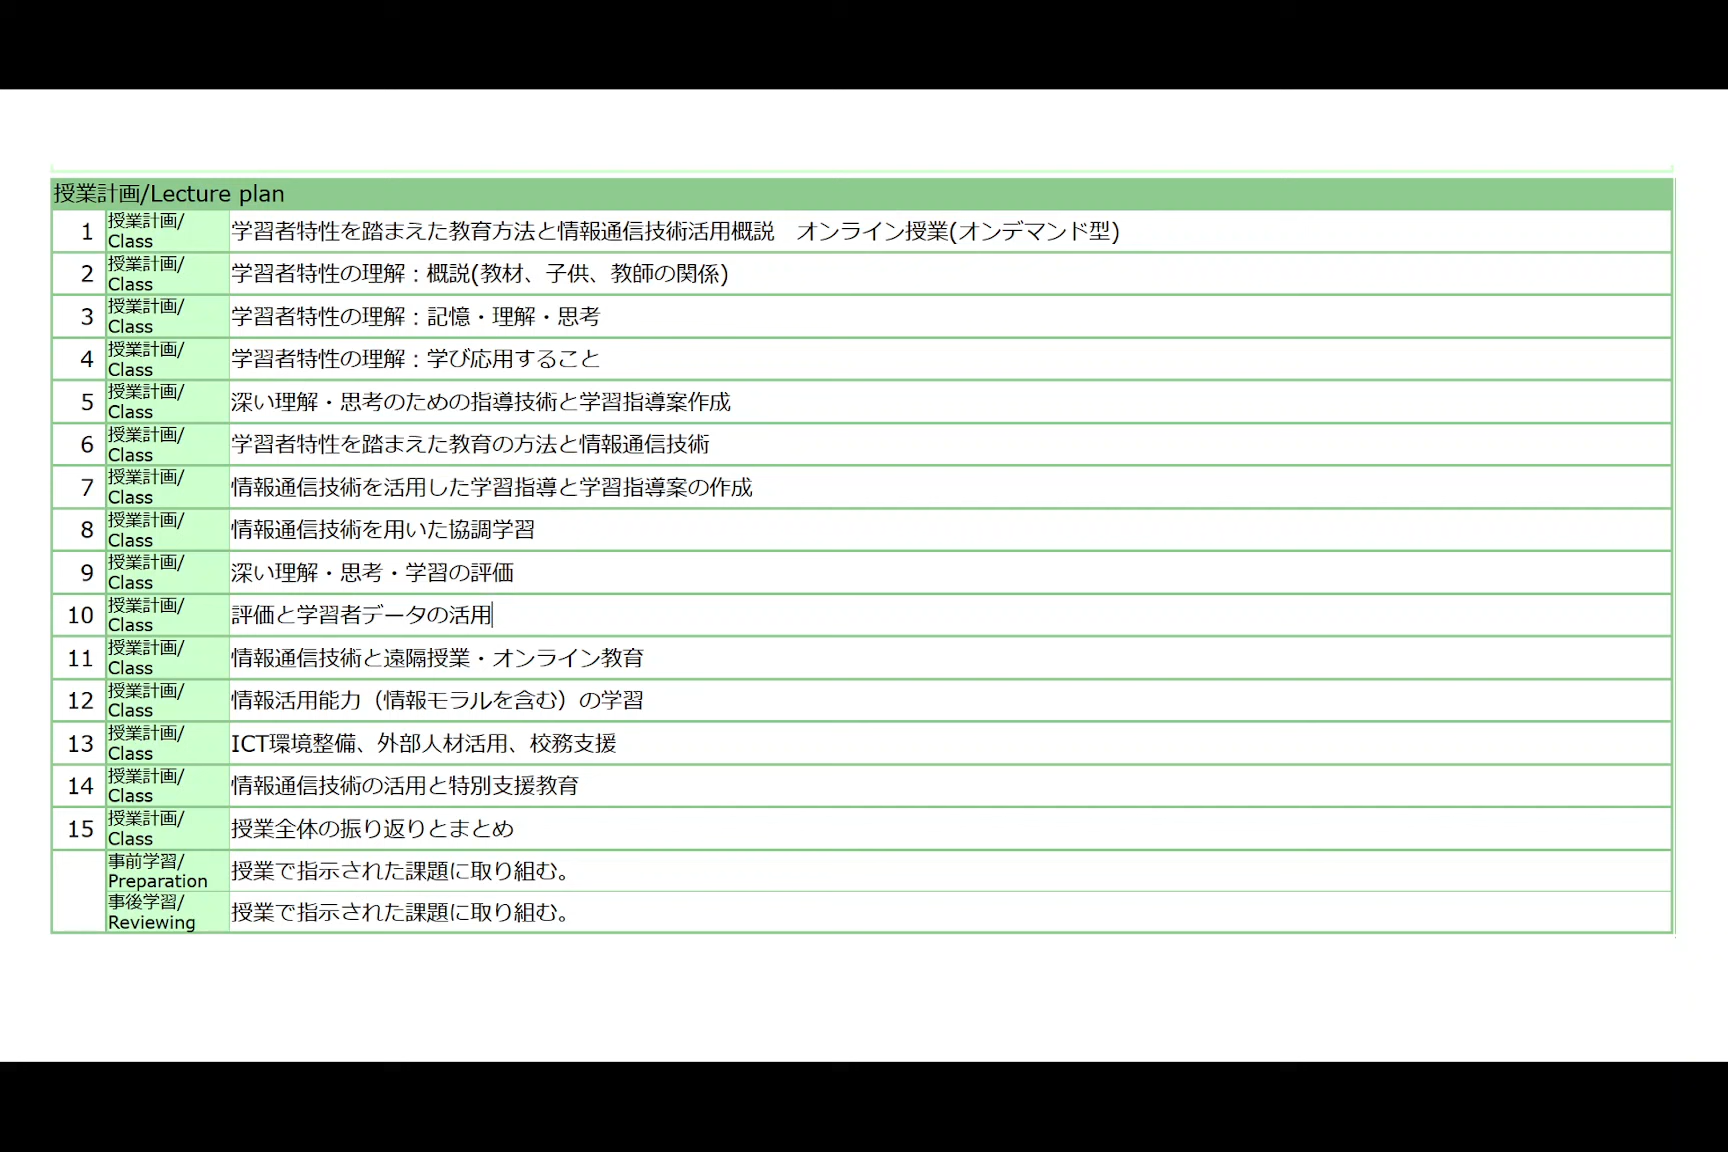 授業計画/Lecture plan
1 授業計画/Class 学習者特性を踏まえた教育方法と情報通信技術活用概説　オンライン授業(オンデマンド型)
2 授業計画/Class 学習者特性の理解：概説(教材、子供、教師の関係)
3 授業計画/Class 学習者特性の理解：記憶・理解・思考
4 授業計画/Class 学習者特性の理解：学び応用すること
5 授業計画/Class 深い理解・思考のための指導技術と学習指導案作成
6 授業計画/Class 学習者特性を踏まえた教育の方法と情報通信技術
7 授業計画/Class 情報通信技術を活用した学習指導と学習指導案の作成
8 授業計画/Class 情報通信技術を用いた協調学習
9 授業計画/Class 深い理解・思考・学習の評価
10 授業計画/Class 評価と学習者データの活用
11 授業計画/Class 情報通信技術と遠隔授業・オンライン教育
12 授業計画/Class 情報活用能力（情報モラルを含む）の学習
13 授業計画/Class ICT環境整備、外部人材活用、校務支援
14 授業計画/Class 情報通信技術の活用と特別支援教育
15 授業計画/Class 授業全体の振り返りとまとめ
事前学習/Preparation 授業で指示された課題に取り組む。
事後学習/Reviewing 授業で指示された課題に取り組む。